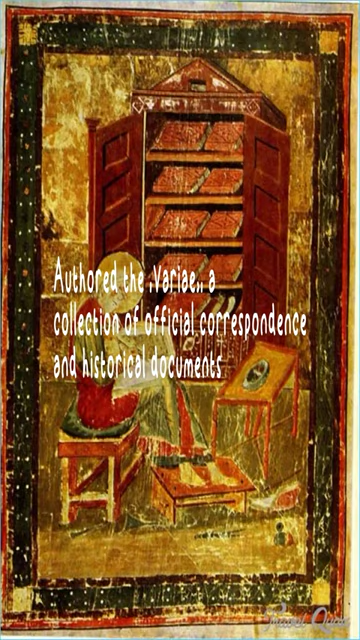 Authored the ,Variae,, a
collection of official correspondence
and historical documents